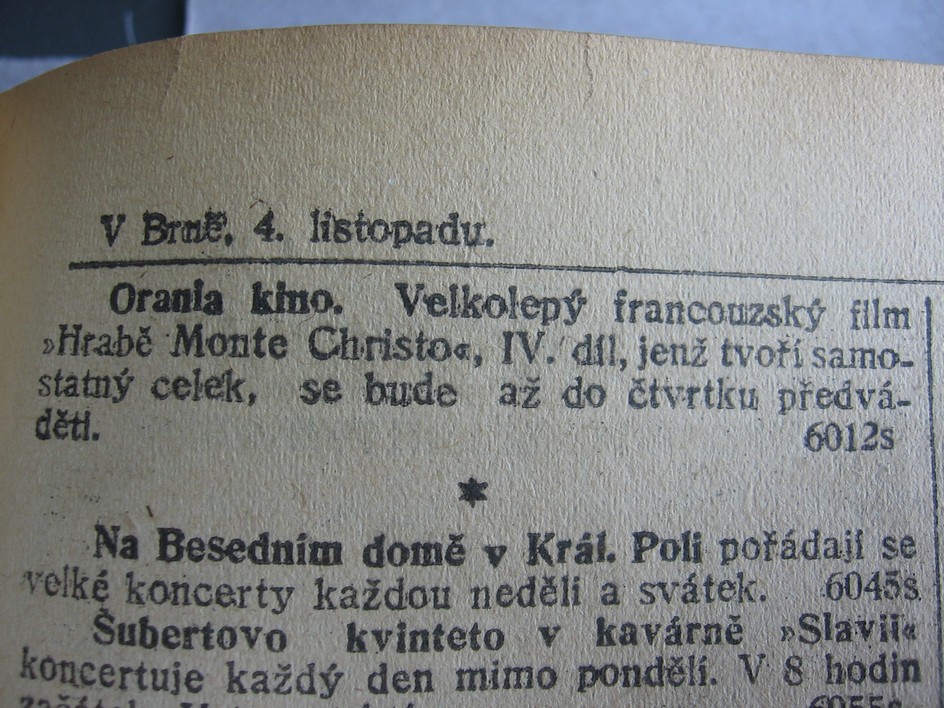 V Brně, 4. listopadu.
Orania kino. Velkolepý francouzský film
»Hrabě Monte Christo«, IV. díl, jenž tvoří samo-
statný celek, se bude až do čtvrtku předvá-
děti. 6012s
*
Na Besedním domě v Král. Poli pořádají se
velké koncerty každou neděli a svátek. 6045s
Šubertovo kvinteto v kavárně »Slavii«
koncertuje každý den mimo pondělí. V 8 hodin
6055s